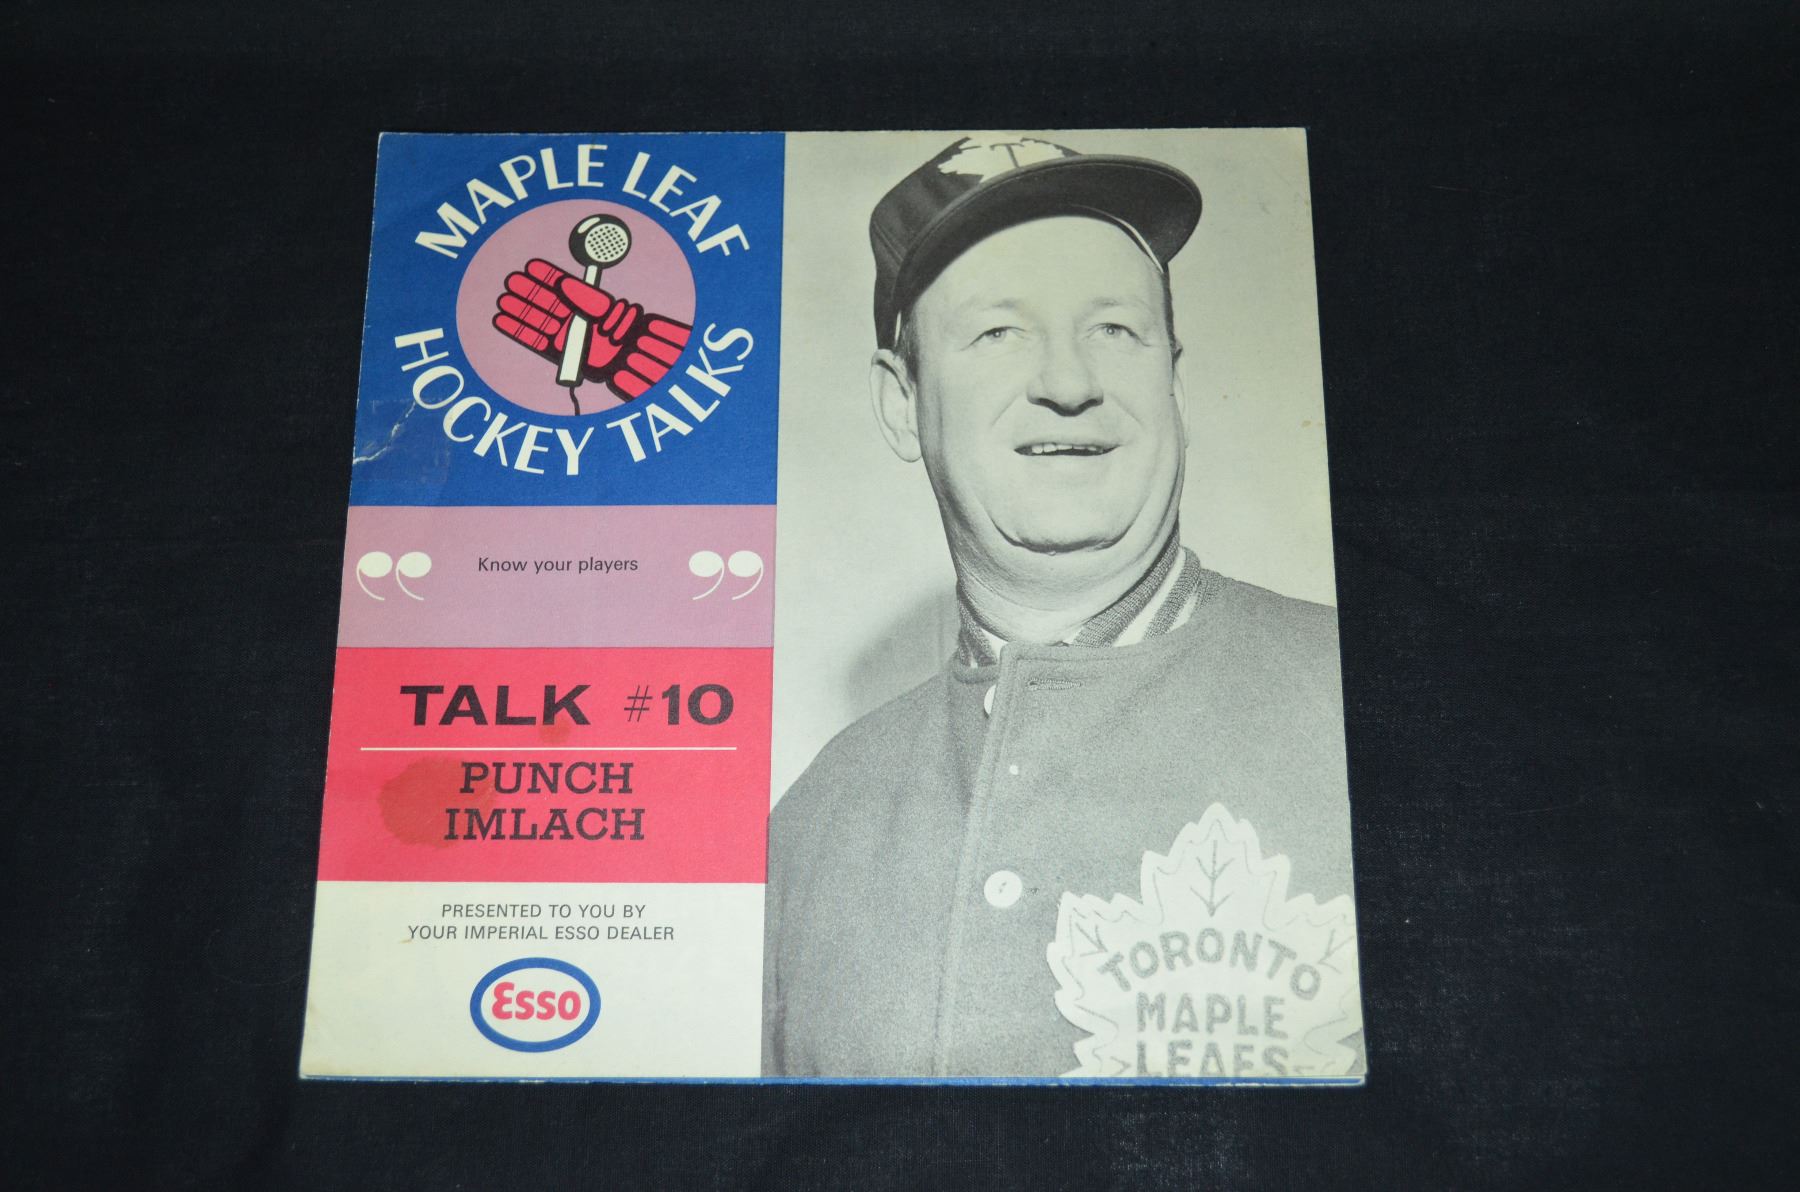 MAPLE LEAF
HOCKEY TALKS
“ Know your players ”
TALK #10
PUNCH
IMLACH
PRESENTED TO YOU BY
YOUR IMPERIAL ESSO DEALER
Esso
T
TORONTO
MAPLE
LEAFS